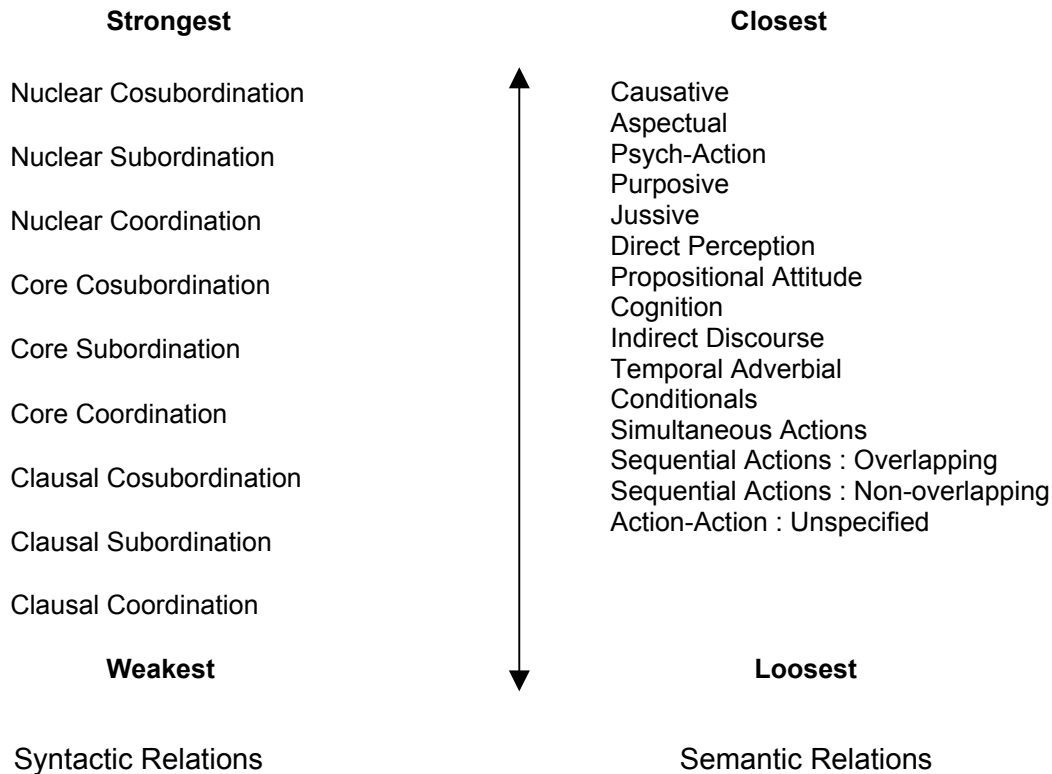 Strongest
Closest
Nuclear Cosubordination
Nuclear Subordination
Nuclear Coordination
Core Cosubordination
Core Subordination
Core Coordination
Clausal Cosubordination
Clausal Subordination
Clausal Coordination
Causative
Aspectual
Psych-Action
Purposive
Jussive
Direct Perception
Propositional Attitude
Cognition
Indirect Discourse
Temporal Adverbial
Conditionals
Simultaneous Actions
Sequential Actions : Overlapping
Sequential Actions : Non-overlapping
Action-Action : Unspecified
Weakest
Loosest
Syntactic Relations
Semantic Relations